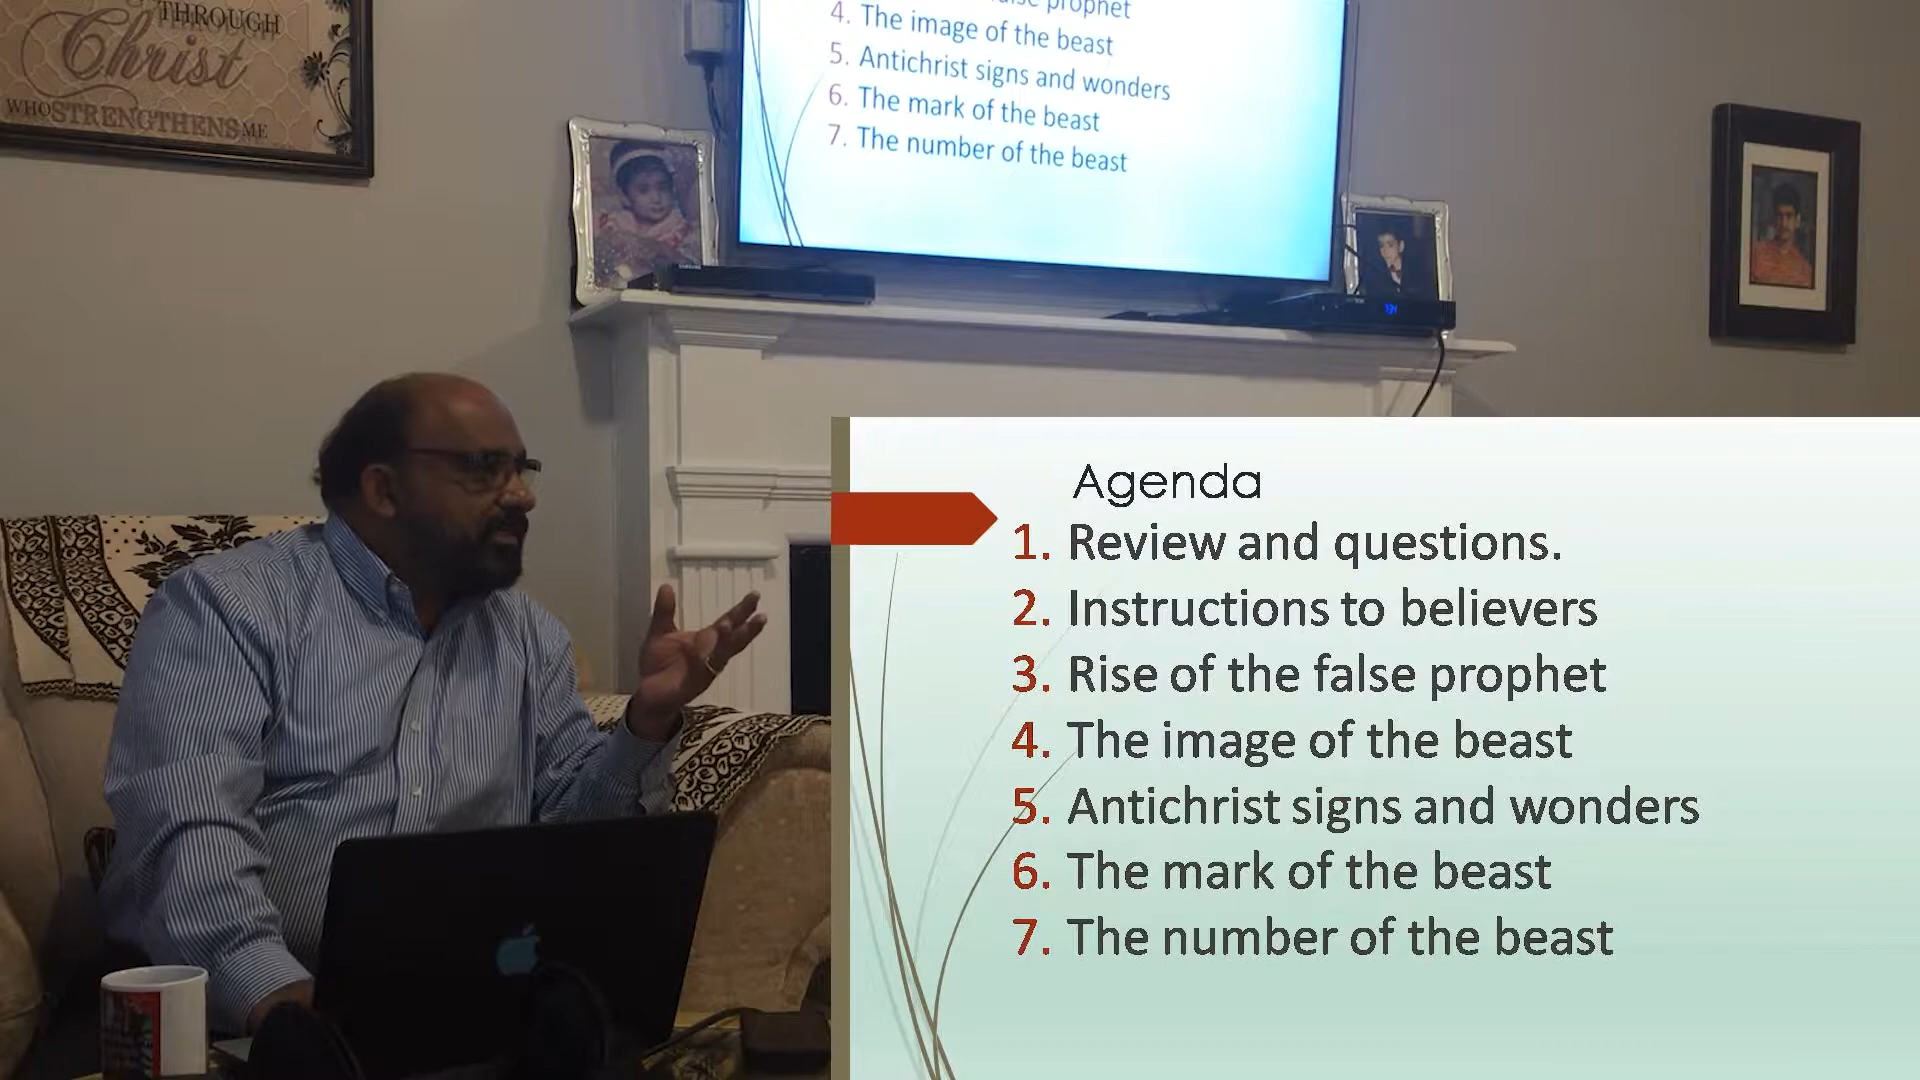 THROUGH
Christ
WHO STRENGTHENS ME
prophet
4. The image of the beast
5. Antichrist signs and wonders
6. The mark of the beast
7. The number of the beast
SAMSUNG
Agenda
1. Review and questions.
2. Instructions to believers
3. Rise of the false prophet
4. The image of the beast
5. Antichrist signs and wonders
6. The mark of the beast
7. The number of the beast